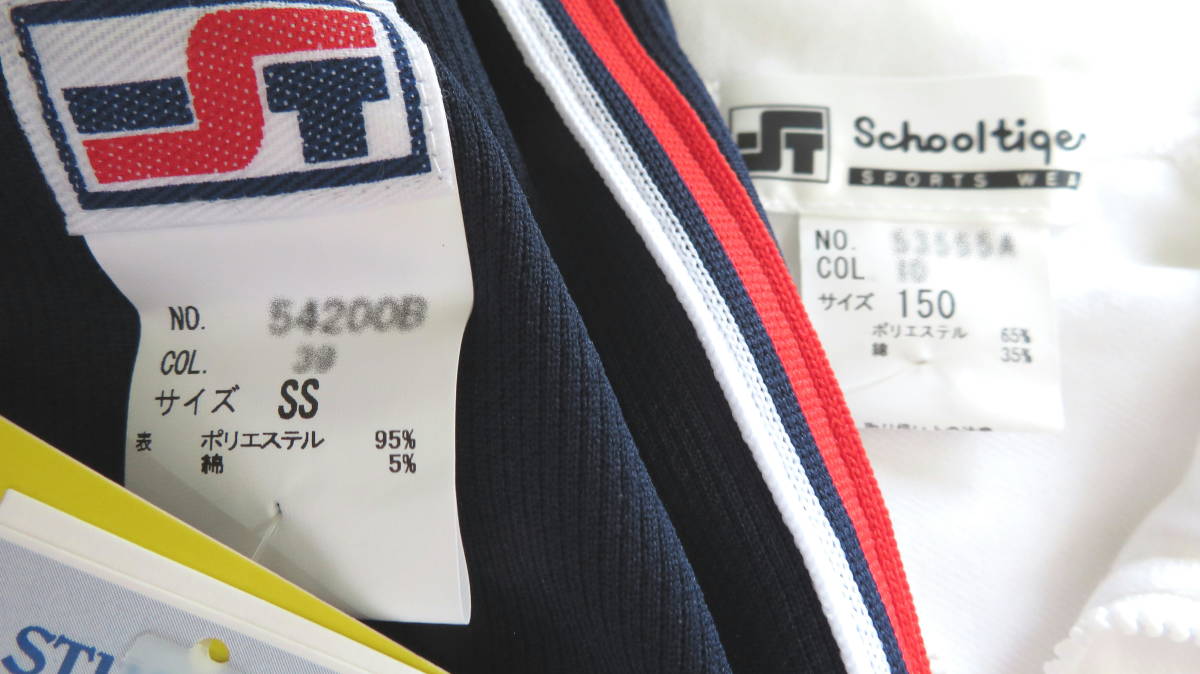 ST
NO. 54200B
COL. 39
サイズ SS
表 ポリエステル 95%
綿 5%
ST
Schooltige
SPORTS WEA
NO. 53555A
COL 10
サイズ 150
ポリエステル 65%
綿 35%